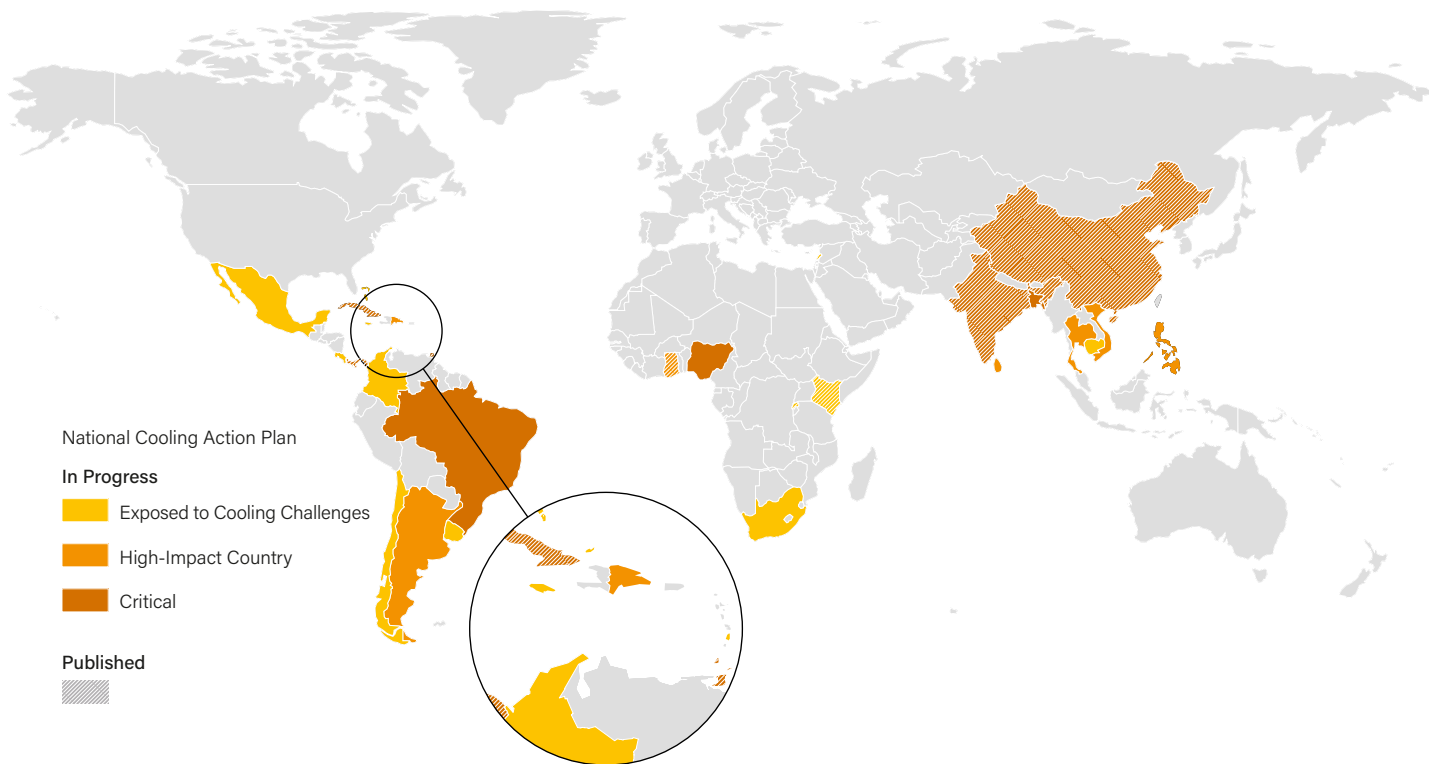 National Cooling Action Plan
In Progress
Exposed to Cooling Challenges
High-Impact Country
Critical
Published